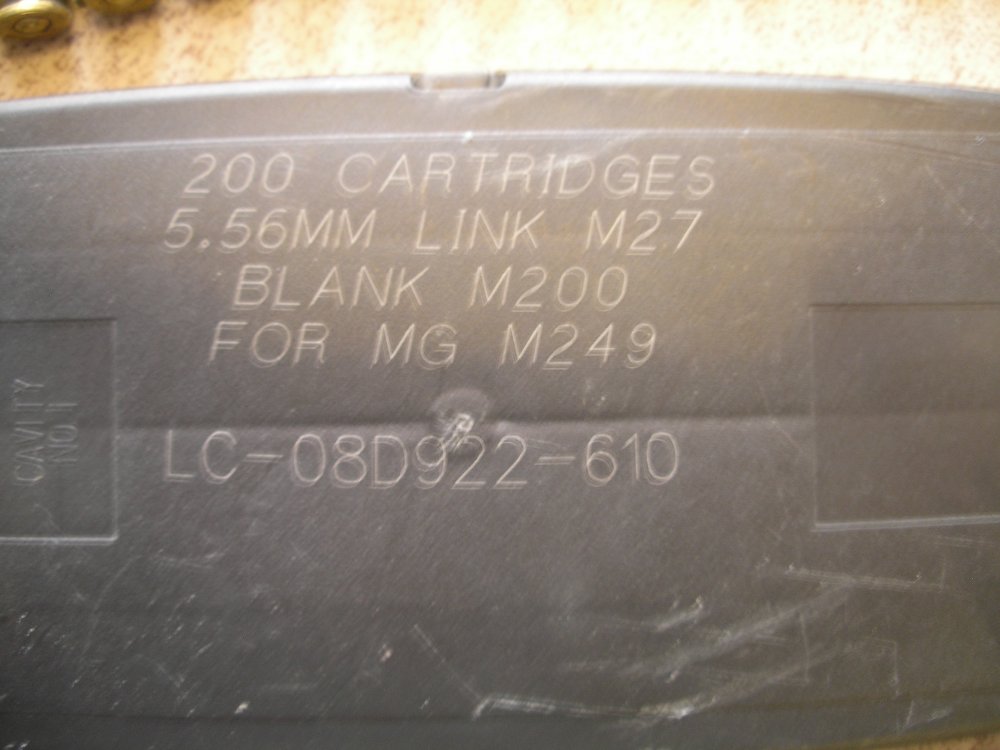 200 CARTRIDGES
5.56MM LINK M27
BLANK M200
FOR MG M249
LC-08D922-610
CAVITY
NO 1